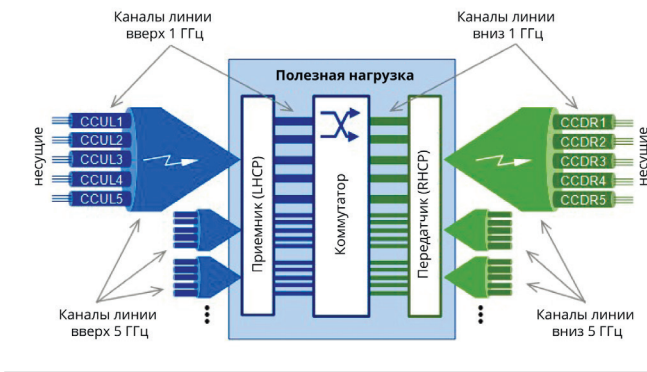 Каналы линии
вверх 1 ГГц
Каналы линии
вниз 1 ГГц
Полезная нагрузка
несущие
CCUL1
CCUL2
CCUL3
CCUL4
CCUL5
Приемник (LHCP)
Коммутатор
Передатчик (RHCP)
CCDR1
CCDR2
CCDR3
CCDR4
CCDR5
несущие
Каналы линии
вверх 5 ГГц
Каналы линии
вниз 5 ГГц